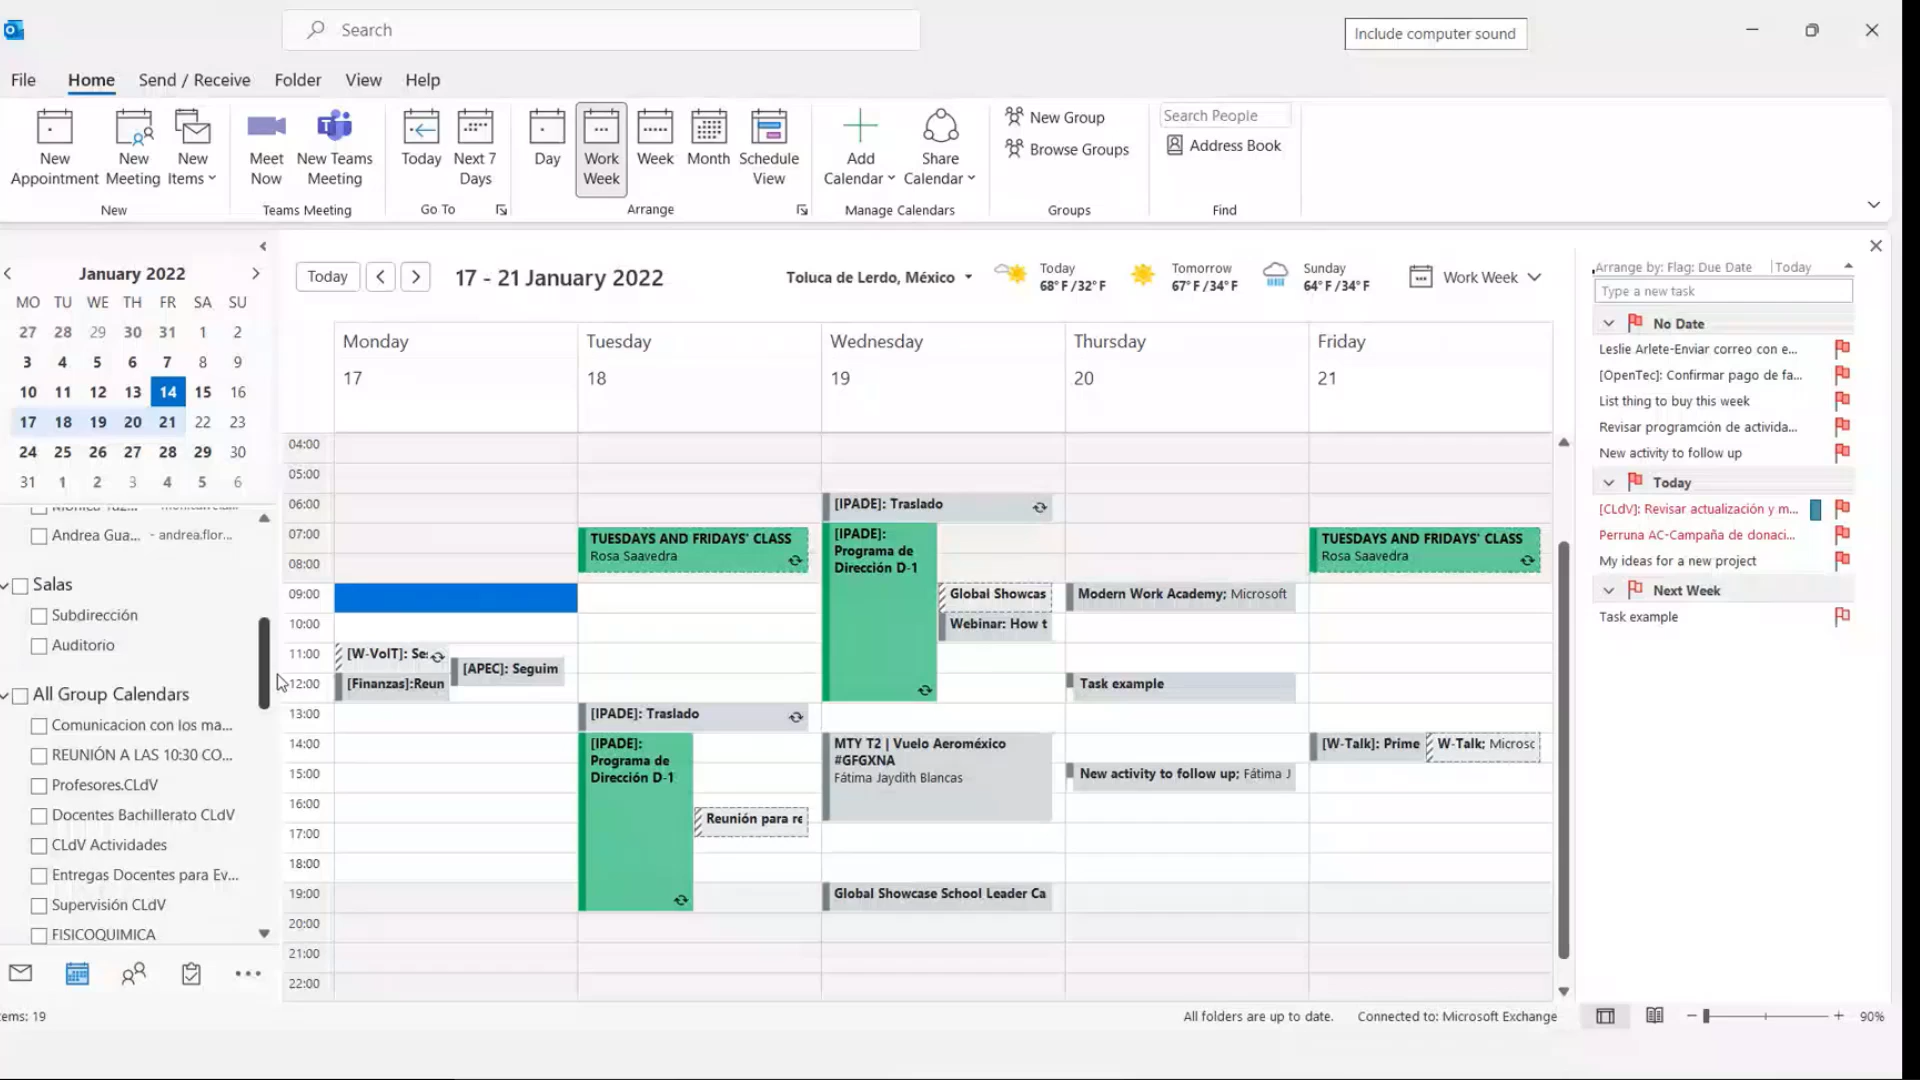 Search
Include computer sound
File Home Send / Receive Folder View Help
New Appointment
New Meeting
New Items
New
Meet Now
New Teams Meeting
Teams Meeting
Today
Next 7 Days
Go To
Day
Work Week
Week
Month
Schedule View
Arrange
Add Calendar
Share Calendar
Manage Calendars
New Group
Browse Groups
Groups
Search People
Address Book
Find
January 2022
MO TU WE TH FR SA SU
27 28 29 30 31 1 2
3 4 5 6 7 8 9
10 11 12 13 14 15 16
17 18 19 20 21 22 23
24 25 26 27 28 29 30
31 1 2 3 4 5 6
Andrea Gua... - andrea.flor...
Salas
Subdirección
Auditorio
All Group Calendars
Comunicacion con los ma...
REUNIÓN A LAS 10:30 CO...
Profesores.CLdV
Docentes Bachillerato CLdV
CLdV Actividades
Entregas Docentes para Ev...
Supervisión CLdV
FISICOQUIMICA
ems: 19
Today
17 - 21 January 2022
Toluca de Lerdo, México
Today
68°F/32°F
Tomorrow
67°F/34°F
Sunday
64°F/34°F
Work Week
Monday
17
Tuesday
18
Wednesday
19
Thursday
20
Friday
21
04:00
05:00
06:00
07:00
08:00
09:00
10:00
11:00
12:00
13:00
14:00
15:00
16:00
17:00
18:00
19:00
20:00
21:00
22:00
[W-VoIT]: Se:
[Finanzas]:Reun
[APEC]: Seguim
TUESDAYS AND FRIDAYS' CLASS
Rosa Saavedra
[IPADE]: Traslado
[IPADE]:
Programa de
Dirección D-1
Reunión para re
[IPADE]: Traslado
[IPADE]:
Programa de
Dirección D-1
Global Showcas
Webinar: How t
MTY T2 | Vuelo Aeroméxico
#GFGXNA
Fátima Jaydith Blancas
Global Showcase School Leader Ca
Modern Work Academy; Microsoft
Task example
New activity to follow up; Fátima J
TUESDAYS AND FRIDAYS' CLASS
Rosa Saavedra
[W-Talk]: Prime
W-Talk; Microsc
Arrange by: Flag: Due Date Today
Type a new task
No Date
Leslie Arlete-Enviar correo con e...
[OpenTec]: Confirmar pago de fa...
List thing to buy this week
Revisar programción de activida...
New activity to follow up
Today
[CLdV]: Revisar actualización y m...
Perruna AC-Campaña de donaci...
My ideas for a new project
Next Week
Task example
All folders are up to date. Connected to: Microsoft Exchange
90%